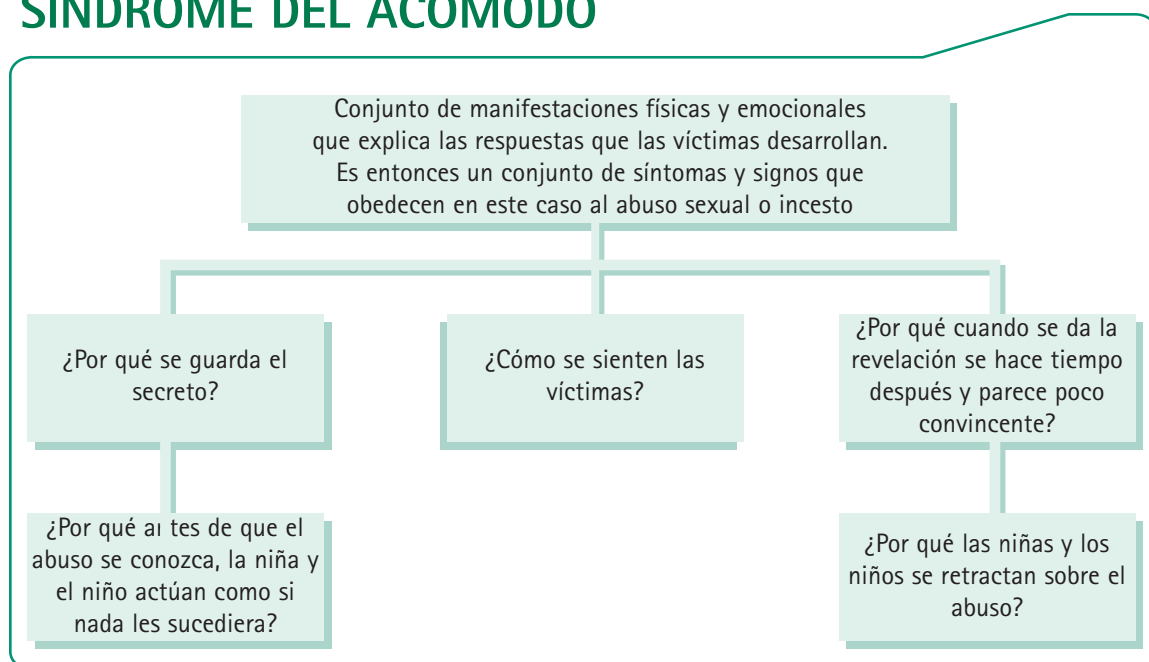 SÍNDROME DEL ACOMODO
Conjunto de manifestaciones físicas y emocionales
que explica las respuestas que las víctimas desarrollan.
Es entonces un conjunto de síntomas y signos que
obedecen en este caso al abuso sexual o incesto
¿Por qué se guarda el
secreto?
¿Cómo se sienten las
víctimas?
¿Por qué cuando se da la
revelación se hace tiempo
después y parece poco
convincente?
¿Por qué antes de que el
abuso se conozca, la niña y
el niño actúan como si
nada les sucediera?
¿Por qué las niñas y los
niños se retractan sobre el
abuso?